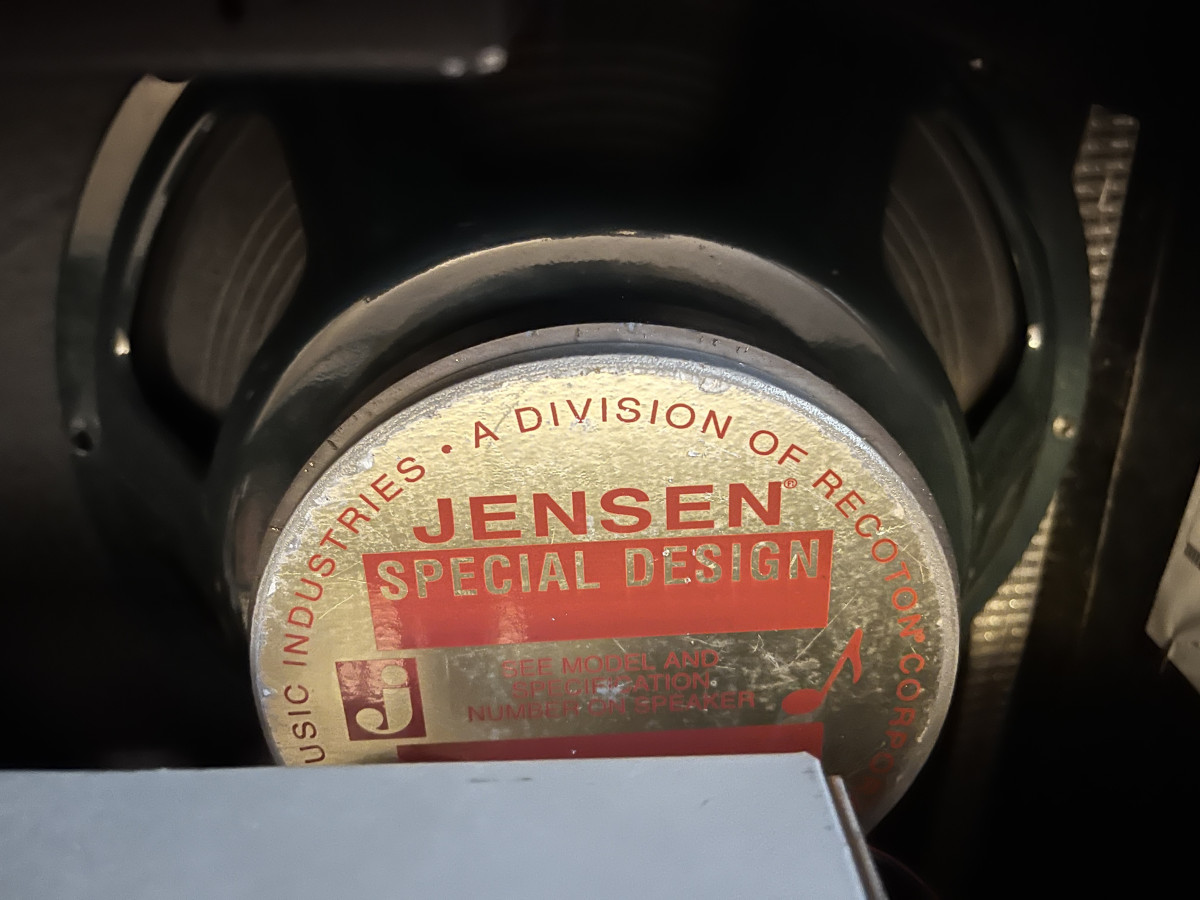 USIC INDUSTRIES • A DIVISION OF RECOTON® CORPO
JENSEN®
SPECIAL DESIGN
SEE MODEL AND
SPECIFICATION
NUMBER ON SPEAKER